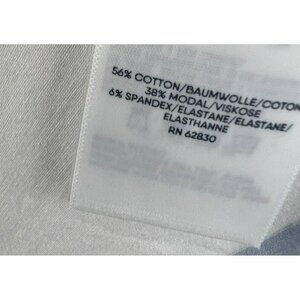 56% COTTON/BAUMWOLLE/COTON
38% MODAL/VISKOSE
6% SPANDEX/ELASTANE/ELASTANE/
ELASTHANNE
RN 62830